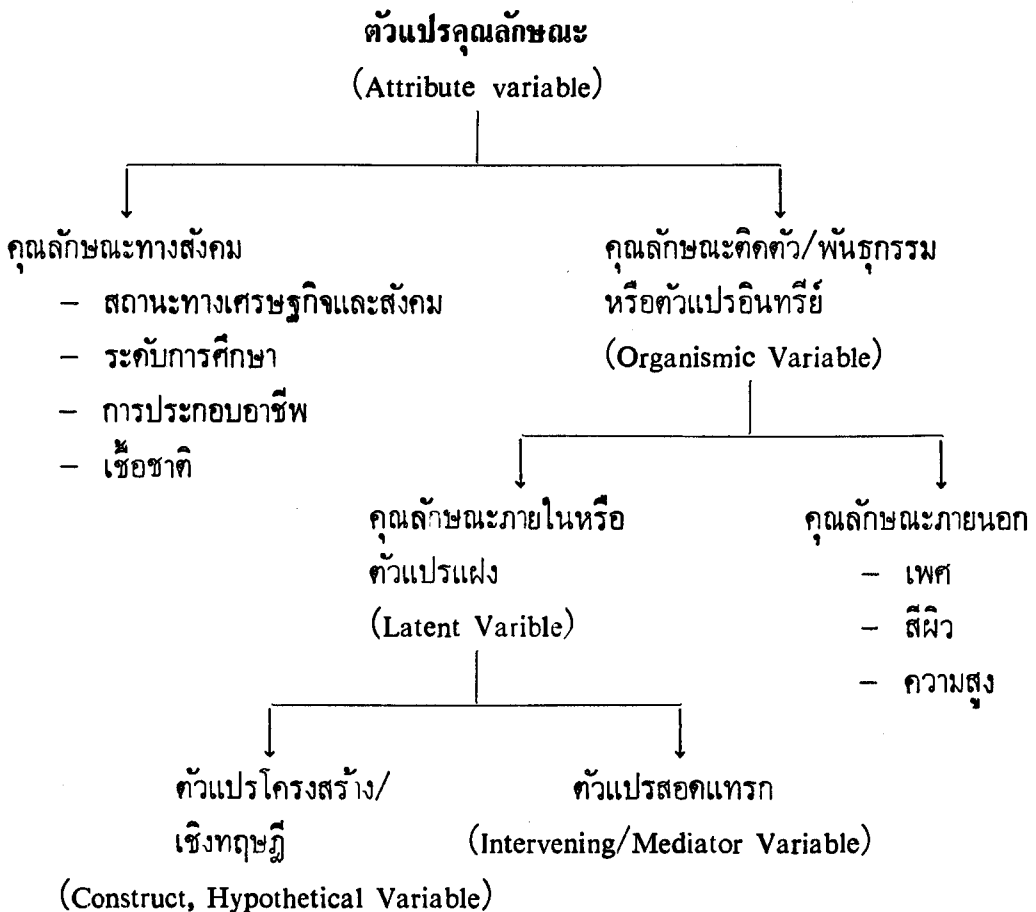 ตัวแปรคุณลักษณะ
(Attribute variable)
คุณลักษณะทางสังคม
– สถานะทางเศรษฐกิจและสังคม
– ระดับการศึกษา
– การประกอบอาชีพ
– เชื้อชาติ
คุณลักษณะติดตัว/พันธุกรรม
หรือตัวแปรอินทรีย์
(Organismic Variable)
คุณลักษณะภายในหรือ
ตัวแปรแฝง
(Latent Varible)
คุณลักษณะภายนอก
– เพศ
– สีผิว
– ความสูง
ตัวแปรโครงสร้าง/
เชิงทฤษฎี
(Construct, Hypothetical Variable)
ตัวแปรสอดแทรก
(Intervening/Mediator Variable)